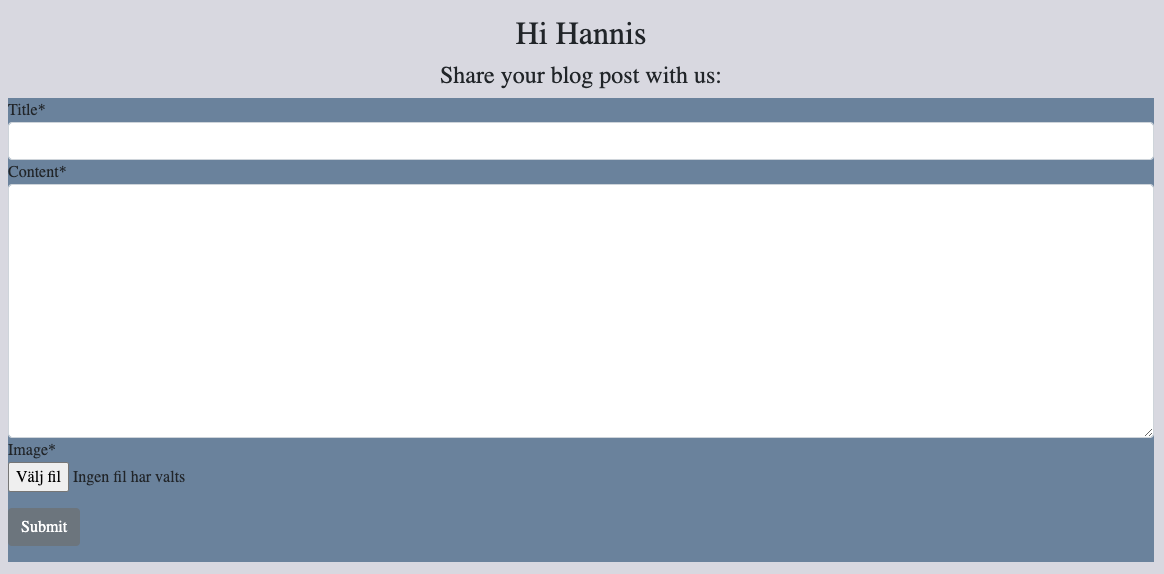 Hi Hannis
Share your blog post with us:
Title*
Content*
Image*
Välj fil Ingen fil har valts
Submit